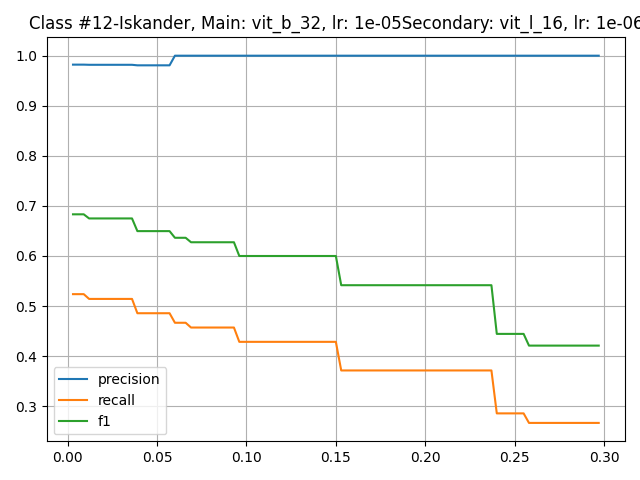 Class #12-Iskander, Main: vit_b_32, lr: 1e-05Secondary: vit_l_16, lr: 1e-06
1.0
0.9
0.8
0.7
0.6
0.5
0.4
0.3
precision
recall
f1
0.00 0.05 0.10 0.15 0.20 0.25 0.30